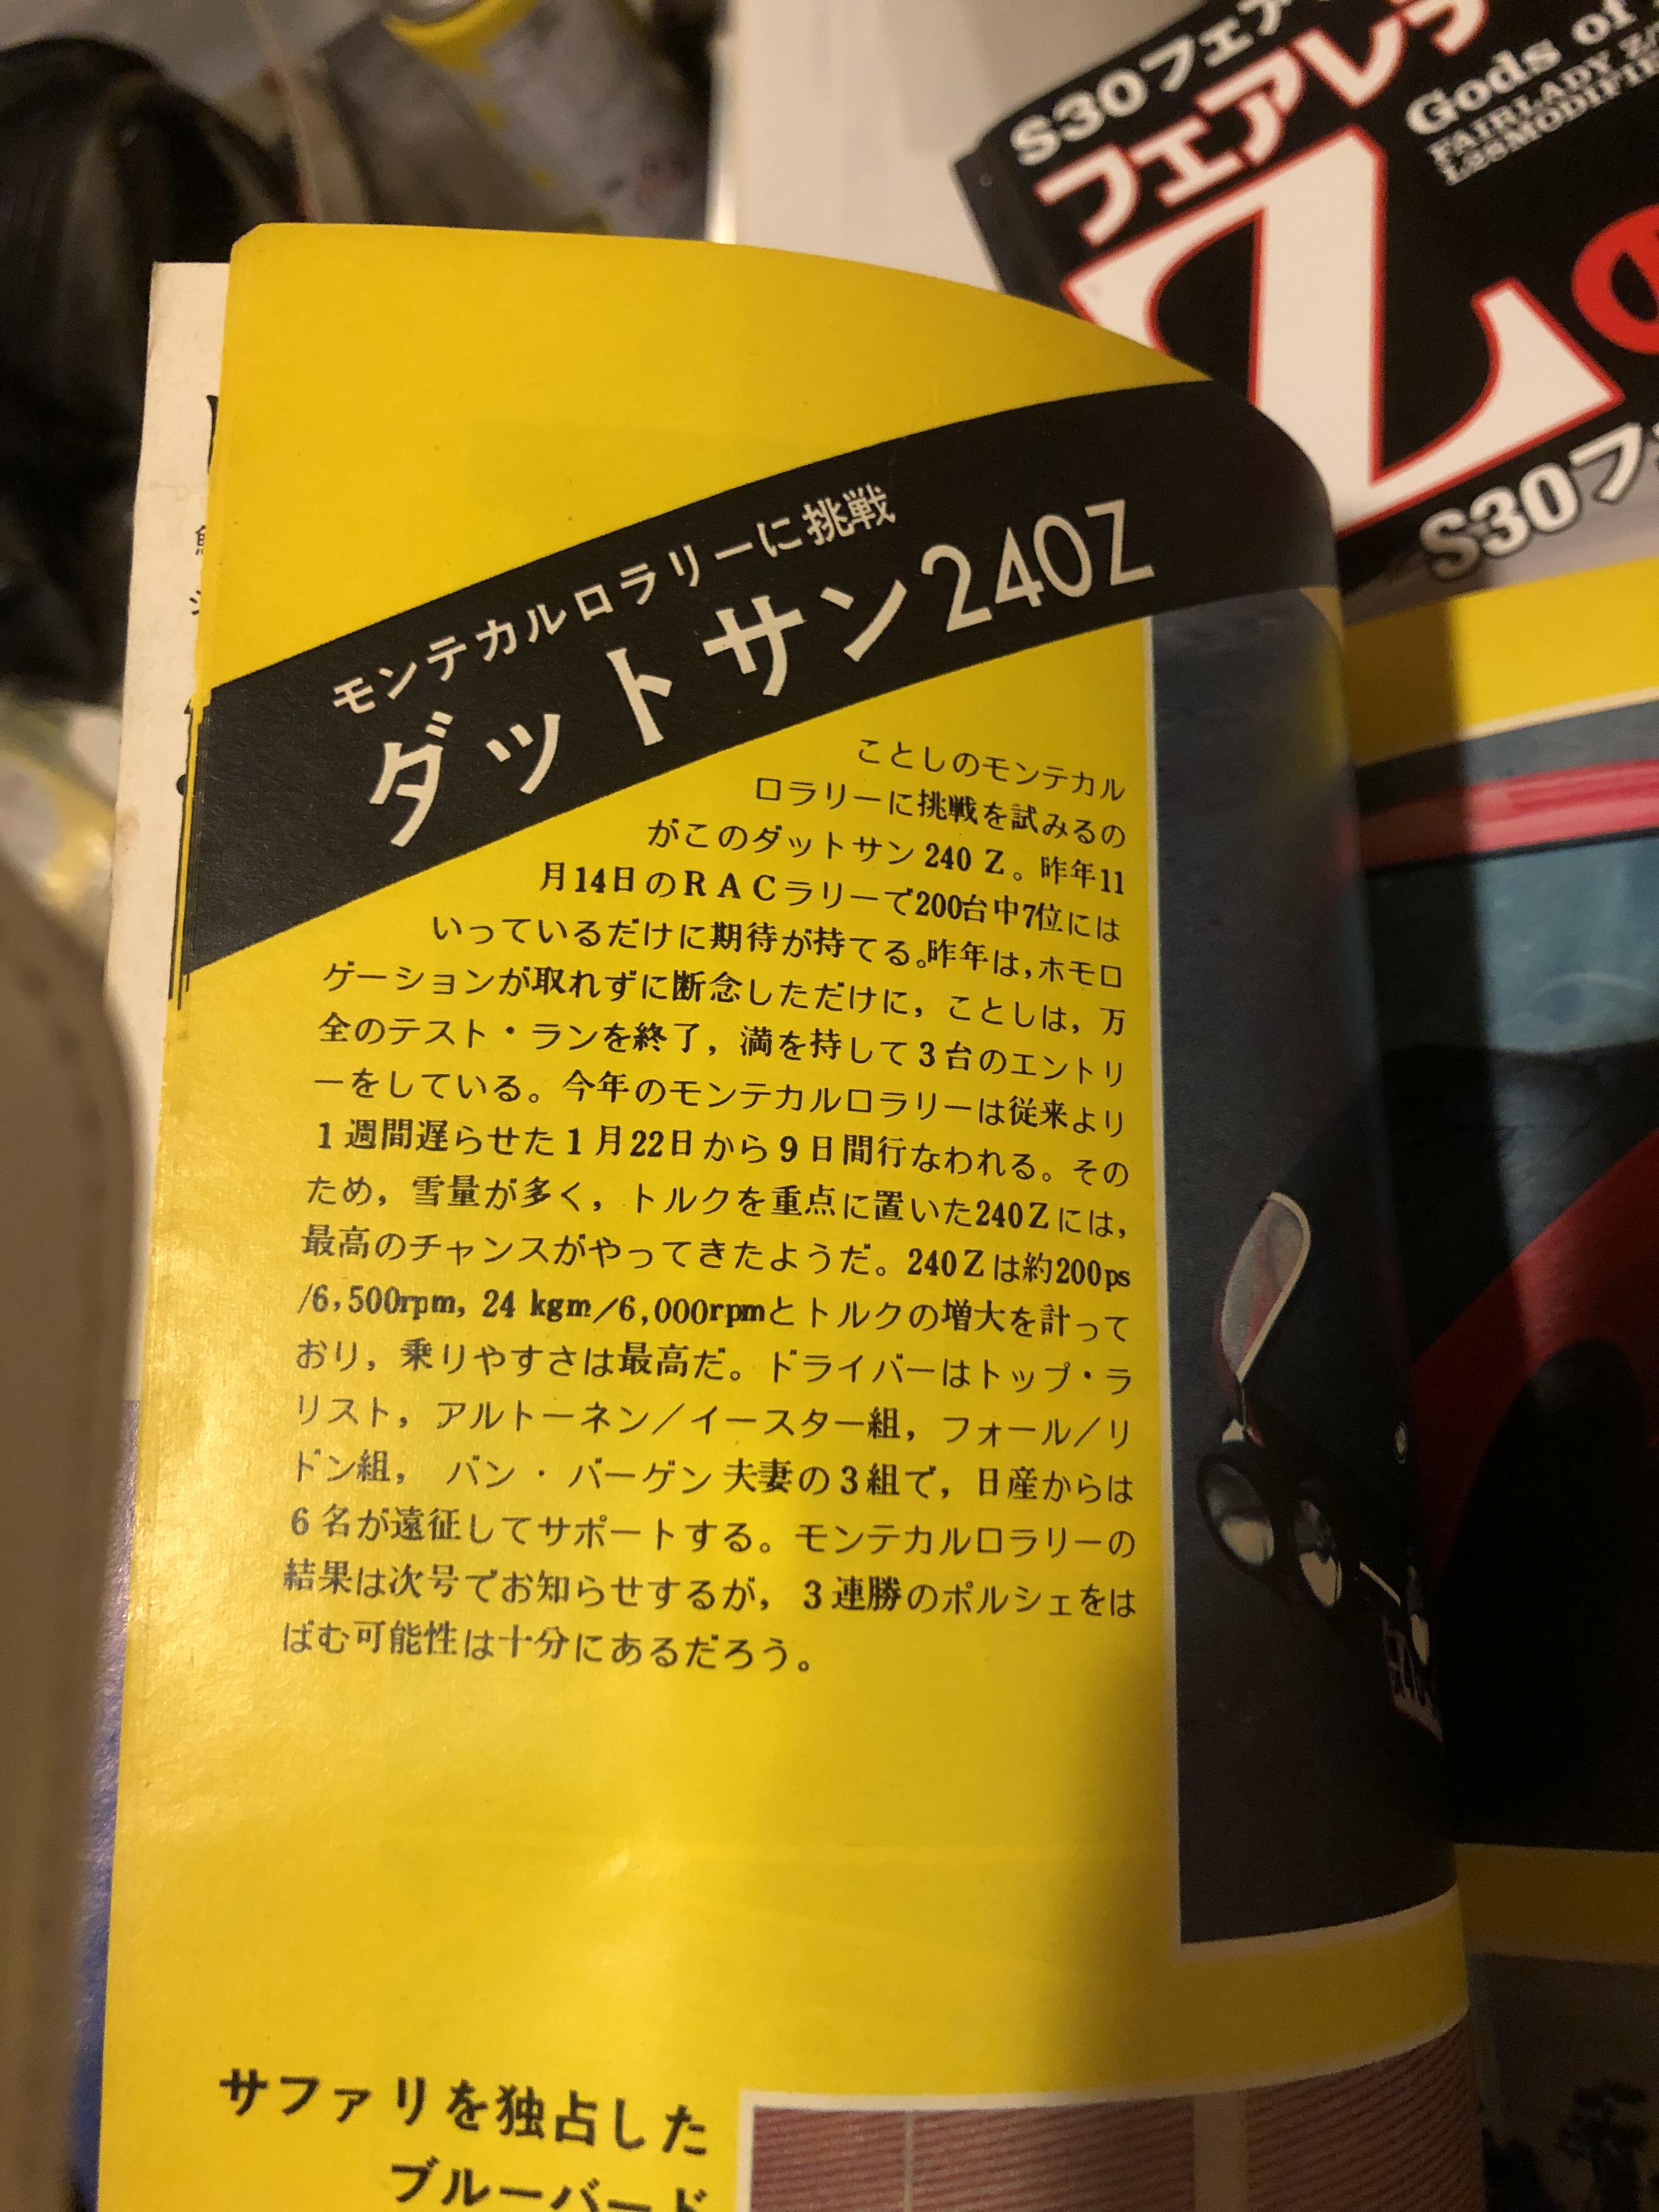 S30フェア
フェアレデ
Z
Gods of
FAIRLADY Z
S30フ
モンテカルロラリーに挑戦
ダットサン240Z
ことしのモンテカル
ロラリーに挑戦を試みるの
がこのダットサン240 Z。昨年11
月14日のRACラリーで200台中7位には
いっているだけに期待が持てる。昨年は,ホモロ
ゲーションが取れずに断念しただけに,ことしは,万
全のテスト・ランを終了,満を持して3台のエントリ
ーをしている。今年のモンテカルロラリーは従来より
1週間遅らせた1月22日から9日間行なわれる。その
ため,雪量が多く,トルクを重点に置いた240Zには,
最高のチャンスがやってきたようだ。240Zは約200ps
/6,500rpm, 24 kgm/6,000rpmとトルクの増大を計って
おり,乗りやすさは最高だ。ドライバーはトップ・ラ
リスト,アルトーネン/イースター組,フォール/リ
ドン組, バン・バーゲン夫妻の3組で,日産からは
6名が遠征してサポートする。モンテカルロラリーの
結果は次号でお知らせするが, 3連勝のポルシェをは
ばむ可能性は十分にあるだろう。
サファリを独占した
ブルーバード